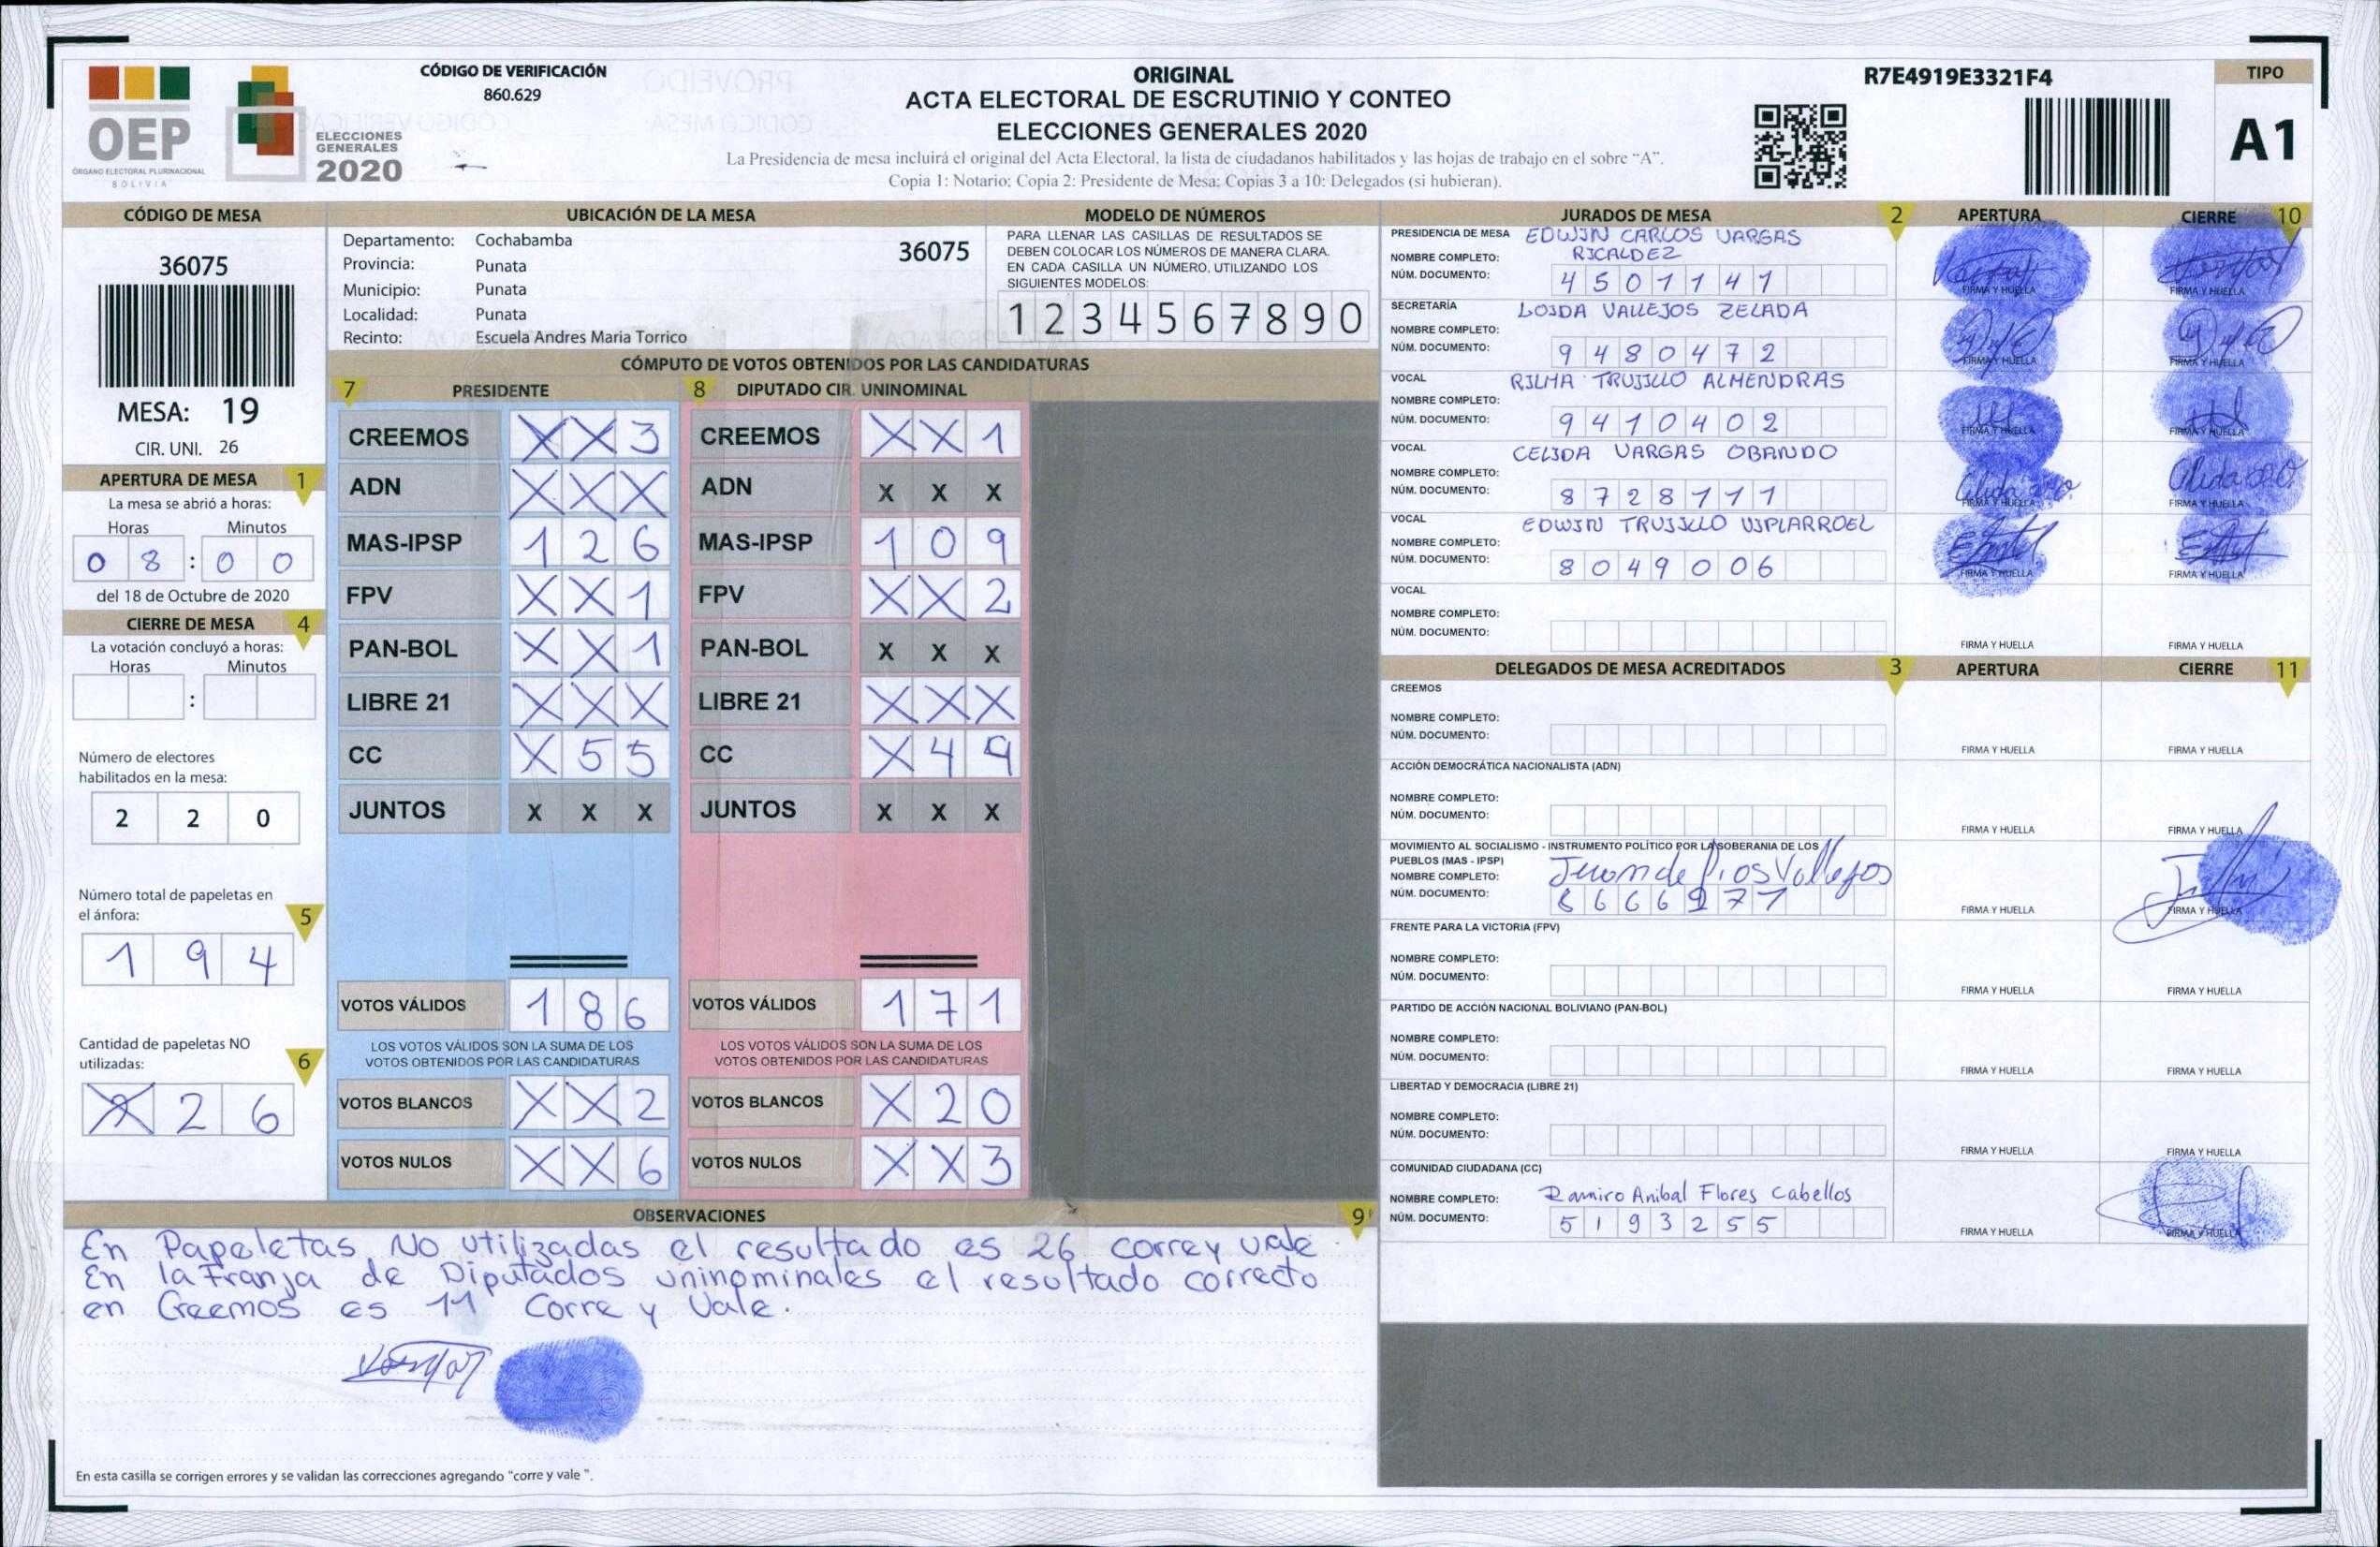 CÓDIGO DE VERIFICACIÓN
860.629
ORIGINAL
ACTA ELECTORAL DE ESCRUTINIO Y CONTEO
ELECCIONES GENERALES 2020
La Presidencia de mesa incluirá el original del Acta Electoral, la lista de ciudadanos habilitados y las hojas de trabajo en el sobre "A".
Copia 1: Notario; Copia 2: Presidente de Mesa; Copias 3 a 10: Delegados (si hubieran).
R7E4919E3321F4
TIPO
A1
OEP
ÓRGANO ELECTORAL PLURINACIONAL
BOLIVIA
ELECCIONES
GENERALES
2020
CÓDIGO DE MESA
36075
MESA: 19
CIR. UNI. 26
UBICACIÓN DE LA MESA
Departamento: Cochabamba
36075
Provincia: Punata
Municipio: Punata
Localidad: Punata
Recinto: Escuela Andres Maria Torrico
MODELO DE NÚMEROS
PARA LLENAR LAS CASILLAS DE RESULTADOS SE
DEBEN COLOCAR LOS NÚMEROS DE MANERA CLARA.
EN CADA CASILLA UN NÚMERO, UTILIZANDO LOS
SIGUIENTES MODELOS:
1 2 3 4 5 6 7 8 9 0
APERTURA DE MESA 1
La mesa se abrió a horas:
Horas Minutos
0 8 : 0 0
del 18 de Octubre de 2020
CIERRE DE MESA 4
La votación concluyó a horas:
Horas Minutos
:
Número de electores
habilitados en la mesa:
2 2 0
Número total de papeletas en
el ánfora: 5
1 9 4
Cantidad de papeletas NO
utilizadas: 6
X 2 6
CÓMPUTO DE VOTOS OBTENIDOS POR LAS CANDIDATURAS
7 PRESIDENTE
CREEMOS X X 3
ADN X X X
MAS-IPSP 1 2 6
FPV X X 1
PAN-BOL X X 1
LIBRE 21 X X X
CC X 5 5
JUNTOS X X X
VOTOS VÁLIDOS 1 8 6
LOS VOTOS VÁLIDOS SON LA SUMA DE LOS
VOTOS OBTENIDOS POR LAS CANDIDATURAS
VOTOS BLANCOS X X 2
VOTOS NULOS X X 6
8 DIPUTADO CIR. UNINOMINAL
CREEMOS X X 1
ADN X X X
MAS-IPSP 1 0 9
FPV X X 2
PAN-BOL X X X
LIBRE 21 X X X
CC X 4 9
JUNTOS X X X
VOTOS VÁLIDOS 1 7 1
LOS VOTOS VÁLIDOS SON LA SUMA DE LOS
VOTOS OBTENIDOS POR LAS CANDIDATURAS
VOTOS BLANCOS X 2 0
VOTOS NULOS X X 3
OBSERVACIONES 9
En Papeletas No utilizadas el resultado es 26 corre y vale
En la Franja de Diputados uninominales el resultado correcto
en Creemos es 11 Corre y Vale.
En esta casilla se corrigen errores y se validan las correcciones agregando "corre y vale ".
JURADOS DE MESA 2 APERTURA CIERRE 10
PRESIDENCIA DE MESA EDWIN CARLOS VARGAS
NOMBRE COMPLETO: RICALDEZ
NÚM. DOCUMENTO: 4 5 0 1 1 4 1
FIRMA Y HUELLA FIRMA Y HUELLA
SECRETARÍA LOIDA VALLEJOS ZELADA
NOMBRE COMPLETO:
NÚM. DOCUMENTO: 9 4 8 0 4 7 2
FIRMA Y HUELLA FIRMA Y HUELLA
VOCAL RILMA TRUJILLO ALMENDRAS
NOMBRE COMPLETO:
NÚM. DOCUMENTO: 9 4 1 0 4 0 2
FIRMA Y HUELLA FIRMA Y HUELLA
VOCAL CELIDA VARGAS OBANDO
NOMBRE COMPLETO:
NÚM. DOCUMENTO: 8 7 2 8 1 1 1
FIRMA Y HUELLA FIRMA Y HUELLA
VOCAL EDWIN TRUJILLO VIPLARROEL
NOMBRE COMPLETO:
NÚM. DOCUMENTO: 8 0 4 9 0 0 6
FIRMA Y HUELLA FIRMA Y HUELLA
VOCAL
NOMBRE COMPLETO:
NÚM. DOCUMENTO:
FIRMA Y HUELLA FIRMA Y HUELLA
DELEGADOS DE MESA ACREDITADOS 3 APERTURA CIERRE 11
CREEMOS
NOMBRE COMPLETO:
NÚM. DOCUMENTO:
FIRMA Y HUELLA FIRMA Y HUELLA
ACCIÓN DEMOCRÁTICA NACIONALISTA (ADN)
NOMBRE COMPLETO:
NÚM. DOCUMENTO:
FIRMA Y HUELLA FIRMA Y HUELLA
MOVIMIENTO AL SOCIALISMO - INSTRUMENTO POLÍTICO POR LA SOBERANIA DE LOS
PUEBLOS (MAS - IPSP)
NOMBRE COMPLETO: Juan de Dios Vallejos
NÚM. DOCUMENTO: 8 6 6 6 9 7 7
FIRMA Y HUELLA FIRMA Y HUELLA
FRENTE PARA LA VICTORIA (FPV)
NOMBRE COMPLETO:
NÚM. DOCUMENTO:
FIRMA Y HUELLA FIRMA Y HUELLA
PARTIDO DE ACCIÓN NACIONAL BOLIVIANO (PAN-BOL)
NOMBRE COMPLETO:
NÚM. DOCUMENTO:
FIRMA Y HUELLA FIRMA Y HUELLA
LIBERTAD Y DEMOCRACIA (LIBRE 21)
NOMBRE COMPLETO:
NÚM. DOCUMENTO:
FIRMA Y HUELLA FIRMA Y HUELLA
COMUNIDAD CIUDADANA (CC)
NOMBRE COMPLETO: Ramiro Anibal Flores Cabellos
NÚM. DOCUMENTO: 5 1 9 3 2 5 5
FIRMA Y HUELLA FIRMA Y HUELLA